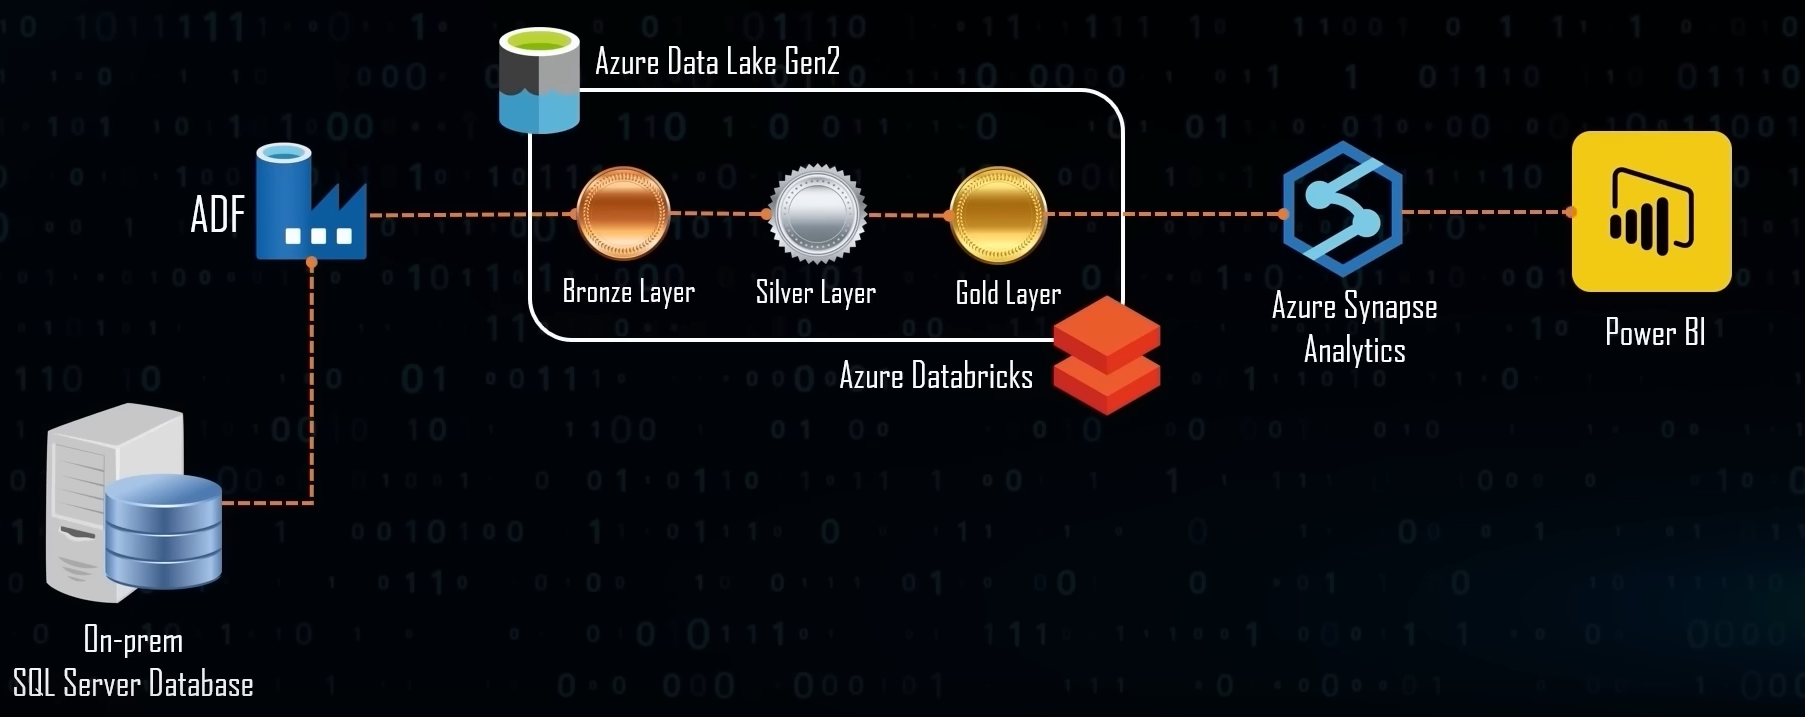 Azure Data Lake Gen2
ADF
Bronze Layer
Silver Layer
Gold Layer
Azure Databricks
Azure Synapse
Analytics
Power BI
On-prem
SQL Server Database